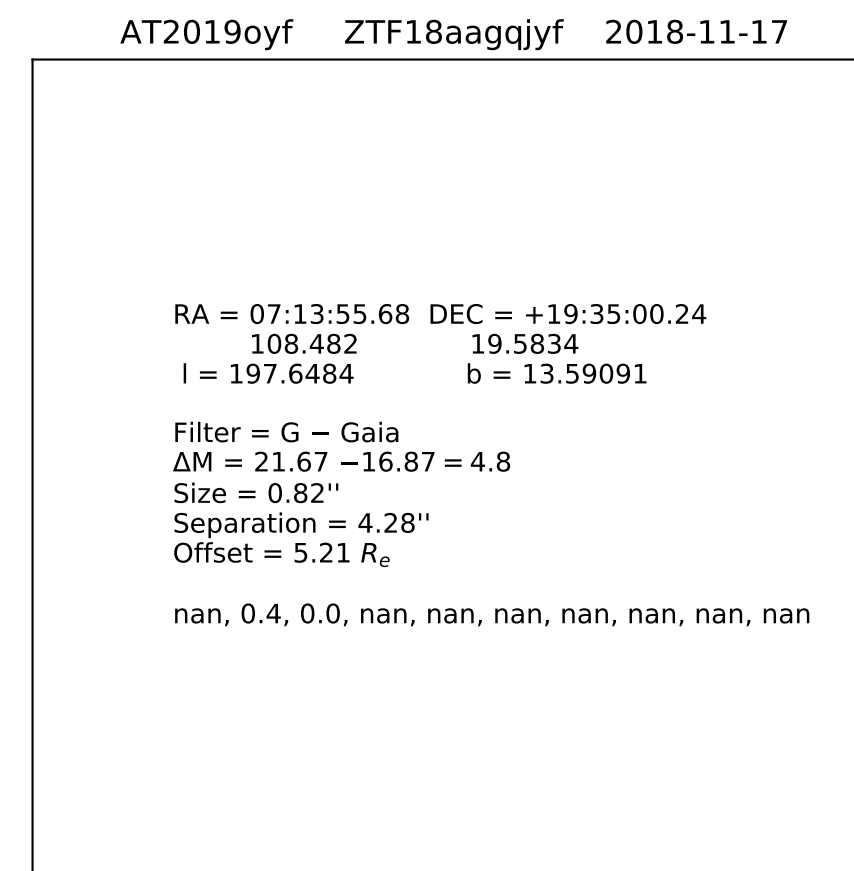 AT2019oyf ZTF18aagqjyf 2018-11-17
RA = 07:13:55.68 DEC = +19:35:00.24
108.482 19.5834
l = 197.6484 b = 13.59091
Filter = G − Gaia
ΔM = 21.67 −16.87 = 4.8
Size = 0.82''
Separation = 4.28''
Offset = 5.21 Re
nan, 0.4, 0.0, nan, nan, nan, nan, nan, nan, nan